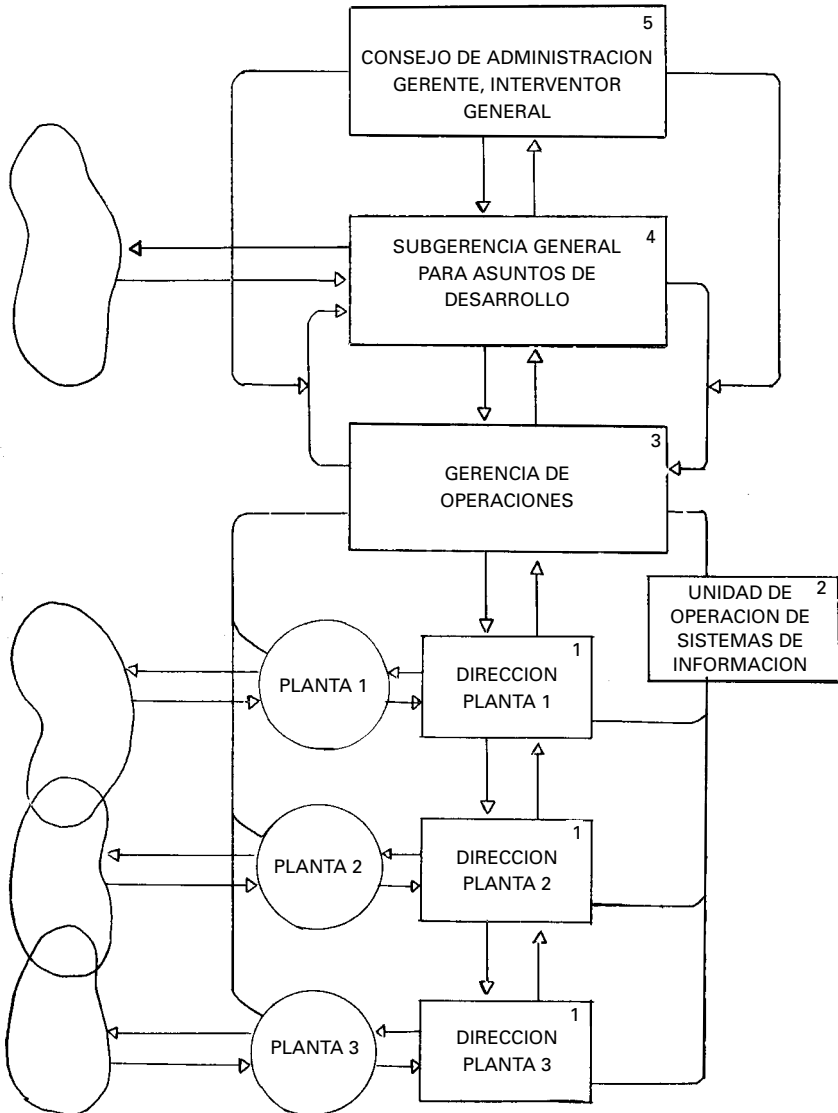 5
CONSEJO DE ADMINISTRACION
GERENTE, INTERVENTOR
GENERAL
4
SUBGERENCIA GENERAL
PARA ASUNTOS DE
DESARROLLO
3
GERENCIA DE
OPERACIONES
2
UNIDAD DE
OPERACION DE
SISTEMAS DE
INFORMACION
PLANTA 1
1
DIRECCION
PLANTA 1
PLANTA 2
1
DIRECCION
PLANTA 2
PLANTA 3
1
DIRECCION
PLANTA 3